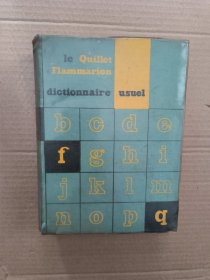 le Quillet
Flammarion
dictionnaire usuel
b c d e
f g h i
j k l m
n o p q